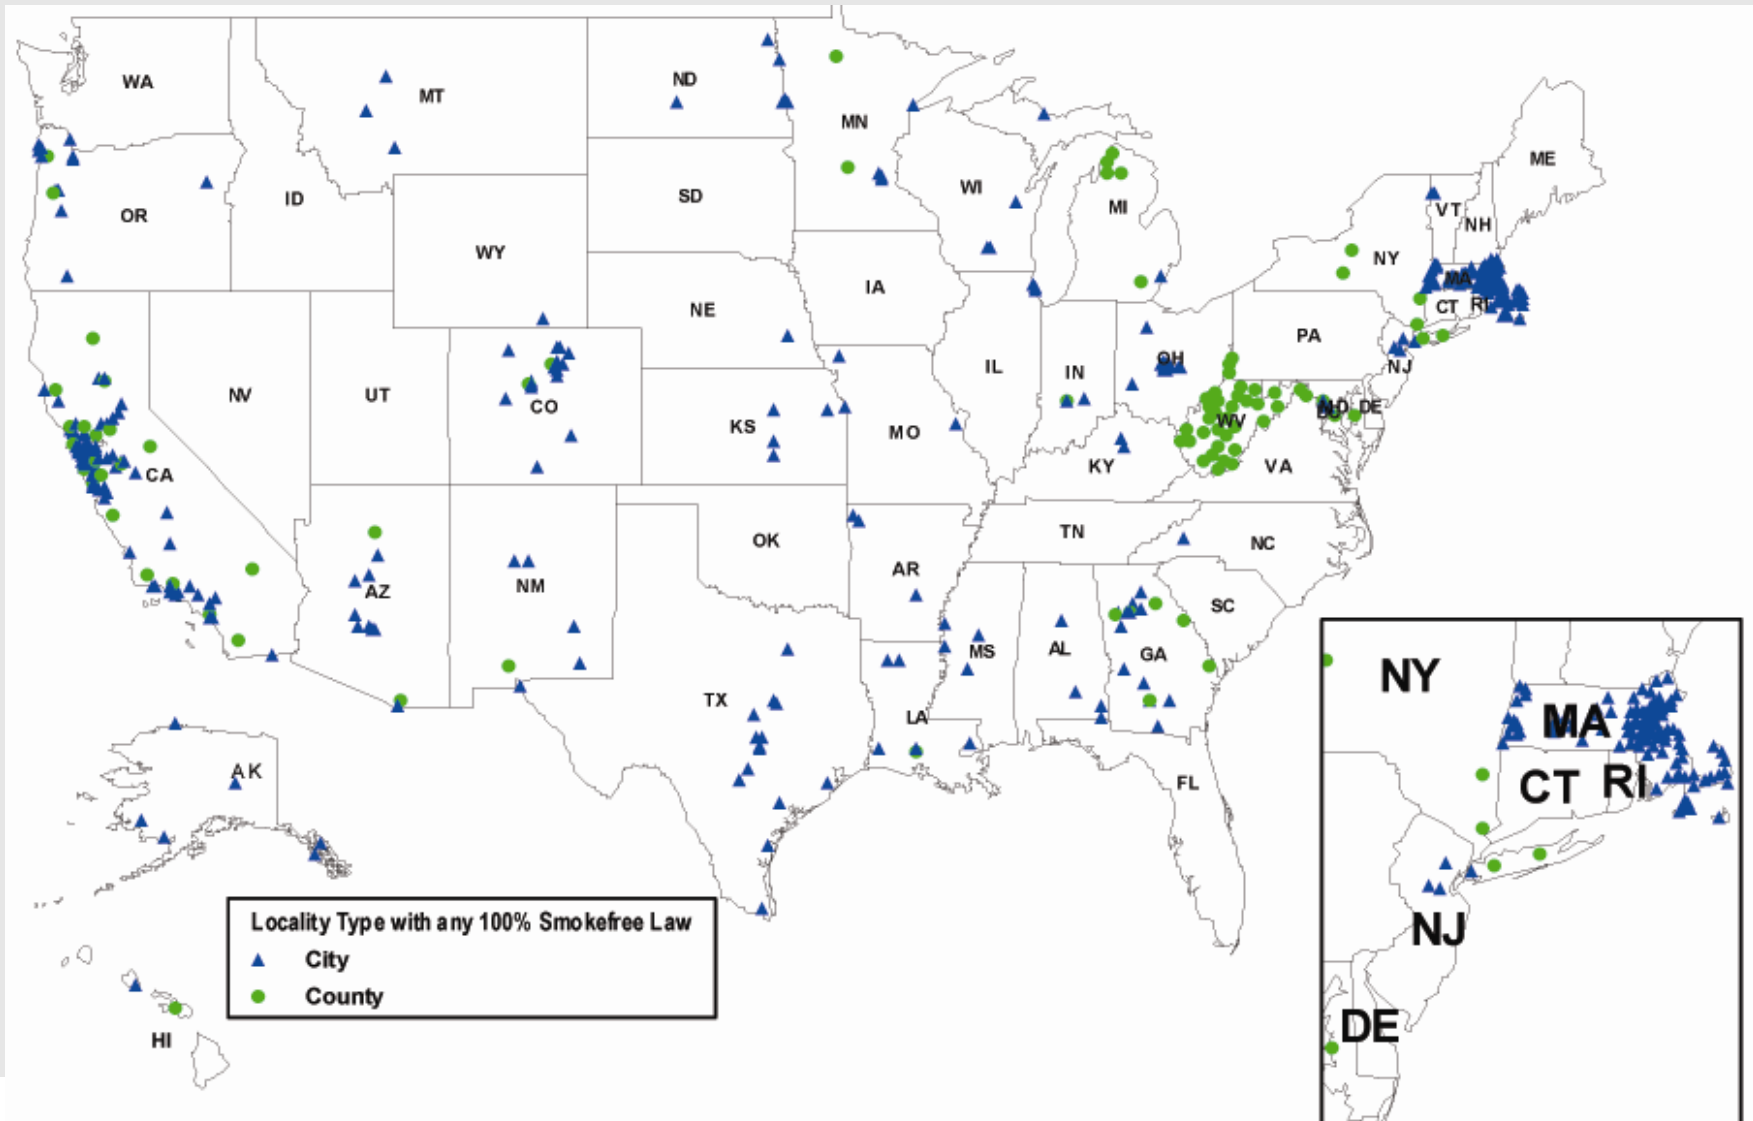 WA
MT
ND
MN
ME
OR
ID
SD
WI
MI
VT
NH
WY
NY
IA
MA
NE
CT RI
PA
NV
UT
CO
IL
IN
OH
NJ
KS
MO
WV
MD DE
DC
CA
KY
VA
OK
TN
NC
AZ
NM
AR
SC
MS
AL
GA
TX
LA
AK
FL
HI
Locality Type with any 100% Smokefree Law
City
County
NY
MA
CT RI
NJ
DE